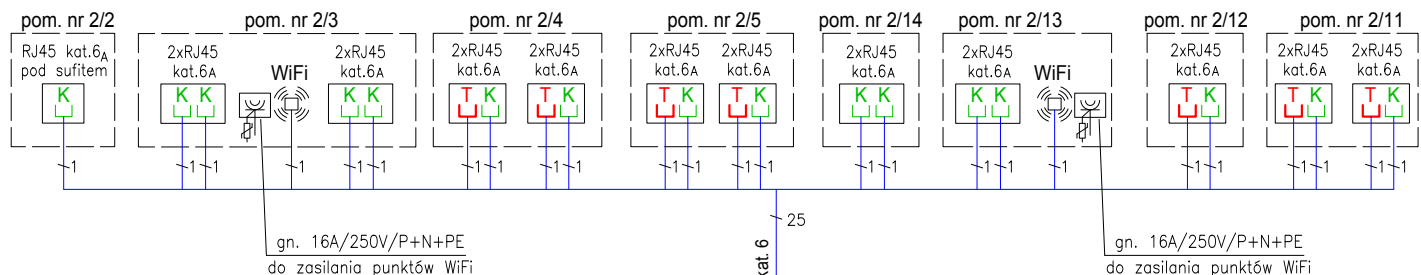 pom. nr 2/2 pom. nr 2/3 pom. nr 2/4 pom. nr 2/5 pom. nr 2/14 pom. nr 2/13 pom. nr 2/12 pom. nr 2/11
RJ45 kat.6A 2xRJ45 2xRJ45 2xRJ45 2xRJ45 2xRJ45 2xRJ45 2xRJ45 2xRJ45 2xRJ45 2xRJ45 2xRJ45
pod sufitem kat.6A WiFi kat.6A kat.6A kat.6A kat.6A kat.6A kat.6A kat.6A WiFi kat.6A kat.6A kat.6A
K K K K K T K T K T K T K K K K K T K T K T K
1 1 1 1 1 1 1 1 1 1 1 1 1 1 1 1 1 1 1 1 1 1 1 1 1
25
gn. 16A/250V/P+N+PE
do zasilania punktów WiFi
kat. 6
gn. 16A/250V/P+N+PE
do zasilania punktów WiFi